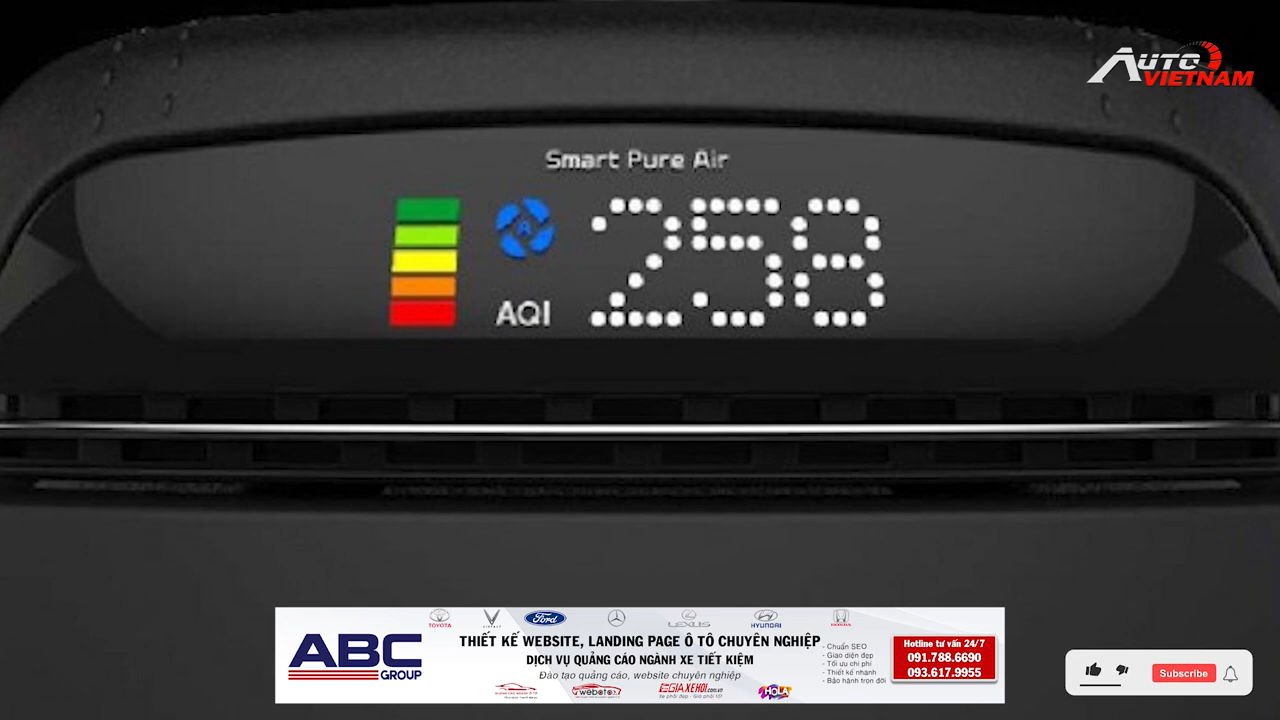 AUTO
VIETNAM
Smart Pure Air
A
AQI
258
TOYOTA
VINFAST
Ford
LEXUS
HYUNDAI
HONDA
ABC
GROUP
THIẾT KẾ WEBSITE, LANDING PAGE Ô TÔ CHUYÊN NGHIỆP
DỊCH VỤ QUẢNG CÁO NGÀNH XE TIẾT KIỆM
Đào tạo quảng cáo, website chuyên nghiệp
- Chuẩn SEO
- Giao diện đẹp
- Tối ưu chi phí
- Thiết kế nhanh
- Bảo hành trọn đời
Hotline tư vấn 24/7
091.788.6690
093.617.9955
GIAXEHOI.com.vn
HOLA
Subscribe